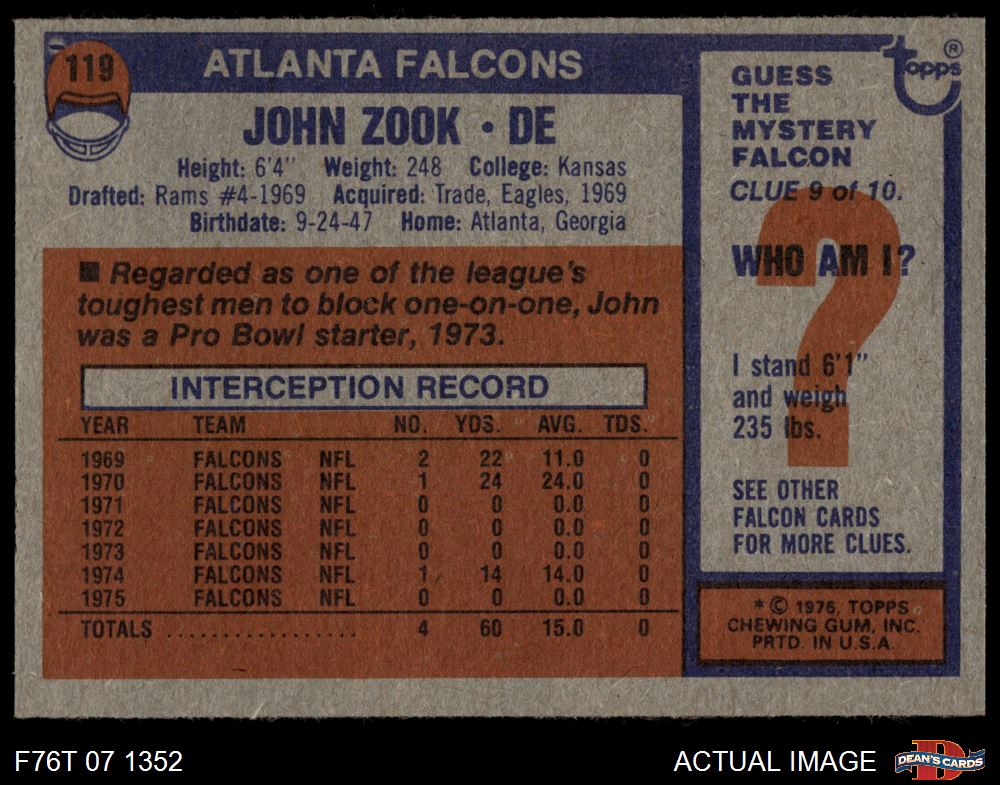 119
ATLANTA FALCONS
JOHN ZOOK • DE
Height: 6'4" Weight: 248 College: Kansas
Drafted: Rams #4-1969 Acquired: Trade, Eagles, 1969
Birthdate: 9-24-47 Home: Atlanta, Georgia
■ Regarded as one of the league's
toughest men to block one-on-one, John
was a Pro Bowl starter, 1973.
INTERCEPTION RECORD
YEAR TEAM NO. YDS. AVG. TDS.
1969 FALCONS NFL 2 22 11.0 0
1970 FALCONS NFL 1 24 24.0 0
1971 FALCONS NFL 0 0 0.0 0
1972 FALCONS NFL 0 0 0.0 0
1973 FALCONS NFL 0 0 0.0 0
1974 FALCONS NFL 1 14 14.0 0
1975 FALCONS NFL 0 0 0.0 0
TOTALS .................. 4 60 15.0 0
topps ®
GUESS
THE
MYSTERY
FALCON
CLUE 9 of 10.
WHO AM I?
?
I stand 6'1"
and weigh
235 lbs.
SEE OTHER
FALCON CARDS
FOR MORE CLUES.
* © 1976, TOPPS
CHEWING GUM, INC.
PRTD. IN U.S.A.
F76T 07 1352
ACTUAL IMAGE
D
DEAN'S CARDS